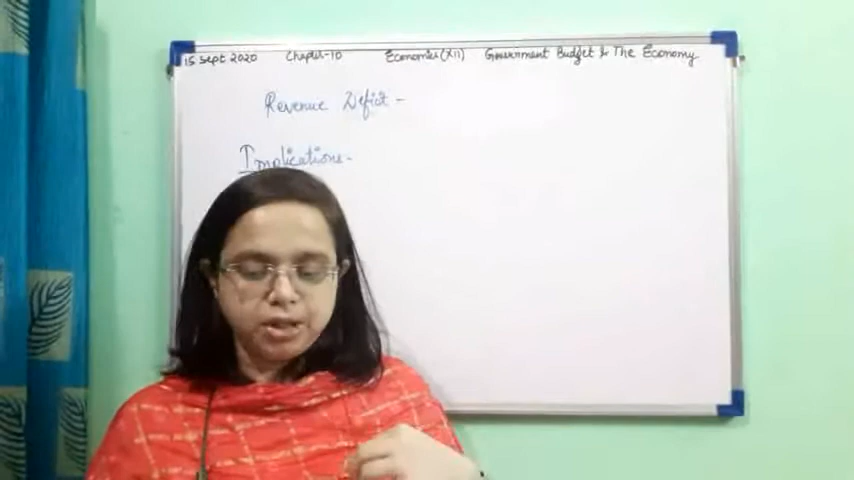 15 Sept 2020 Chapter-10 Economics (XII) Government Budget & The Economy
Revenue Deficit -
Implications -